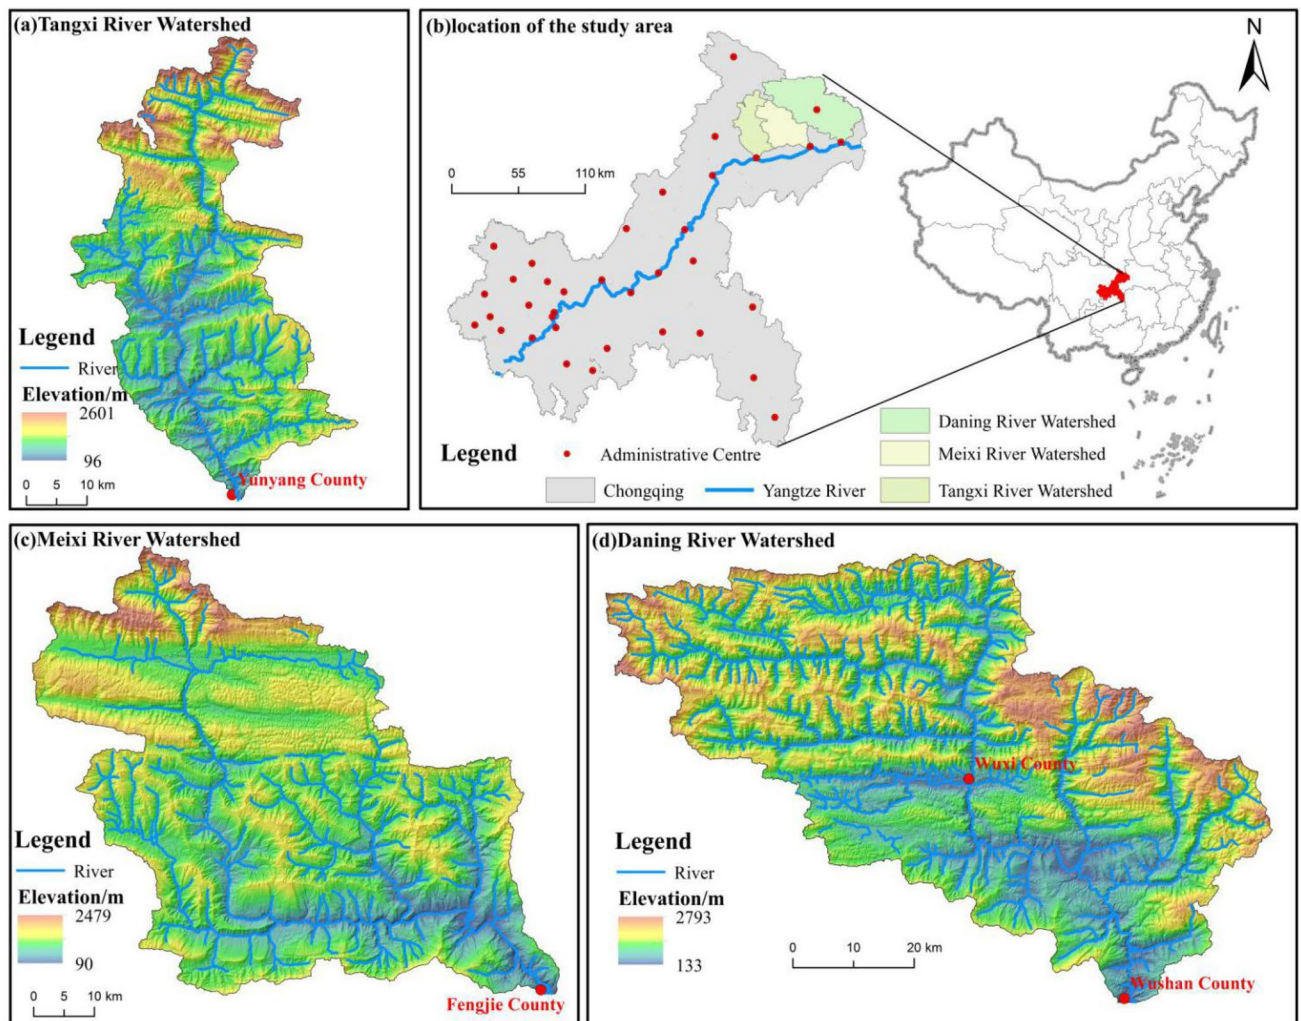 (a)Tangxi River Watershed
Legend
River
Elevation/m
2601
96
0 5 10 km
Yunyang County
(b)location of the study area
N
0 55 110 km
Legend
Administrative Centre
Chongqing
Yangtze River
Daning River Watershed
Meixi River Watershed
Tangxi River Watershed
(c)Meixi River Watershed
Legend
River
Elevation/m
2479
90
0 5 10 km
Fengjie County
(d)Daning River Watershed
Wuxi County
Legend
River
Elevation/m
2793
133
0 10 20 km
Wushan County